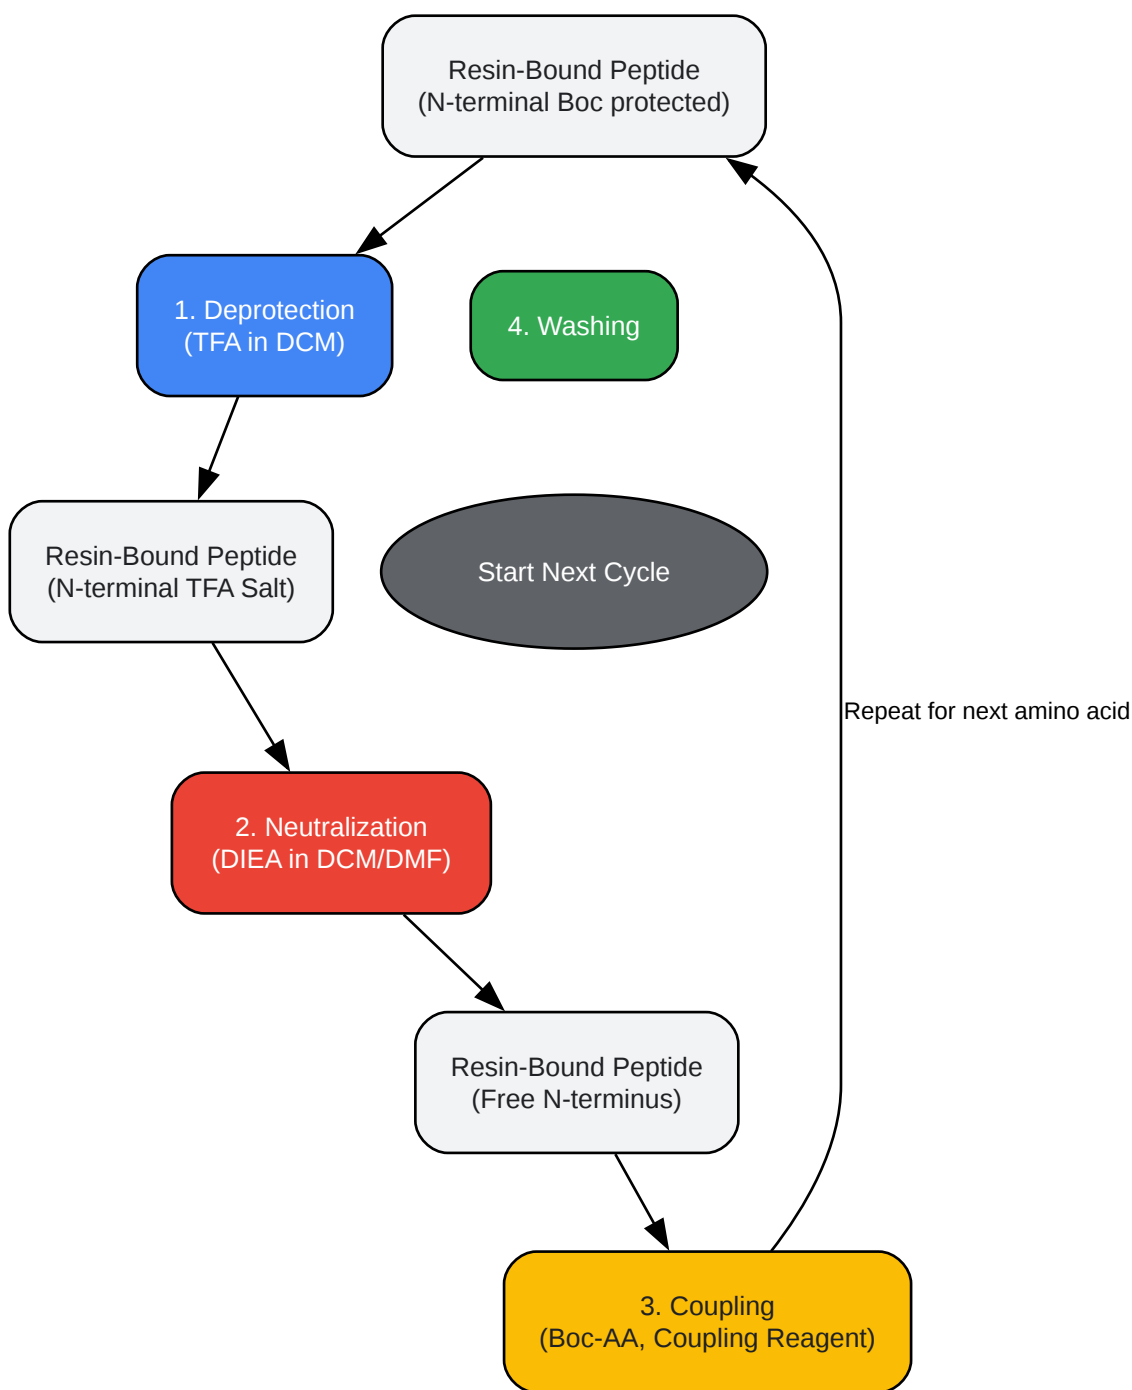 Resin-Bound Peptide
(N-terminal Boc protected)
1. Deprotection
(TFA in DCM)
4. Washing
Resin-Bound Peptide
(N-terminal TFA Salt)
Start Next Cycle
Repeat for next amino acid
2. Neutralization
(DIEA in DCM/DMF)
Resin-Bound Peptide
(Free N-terminus)
3. Coupling
(Boc-AA, Coupling Reagent)